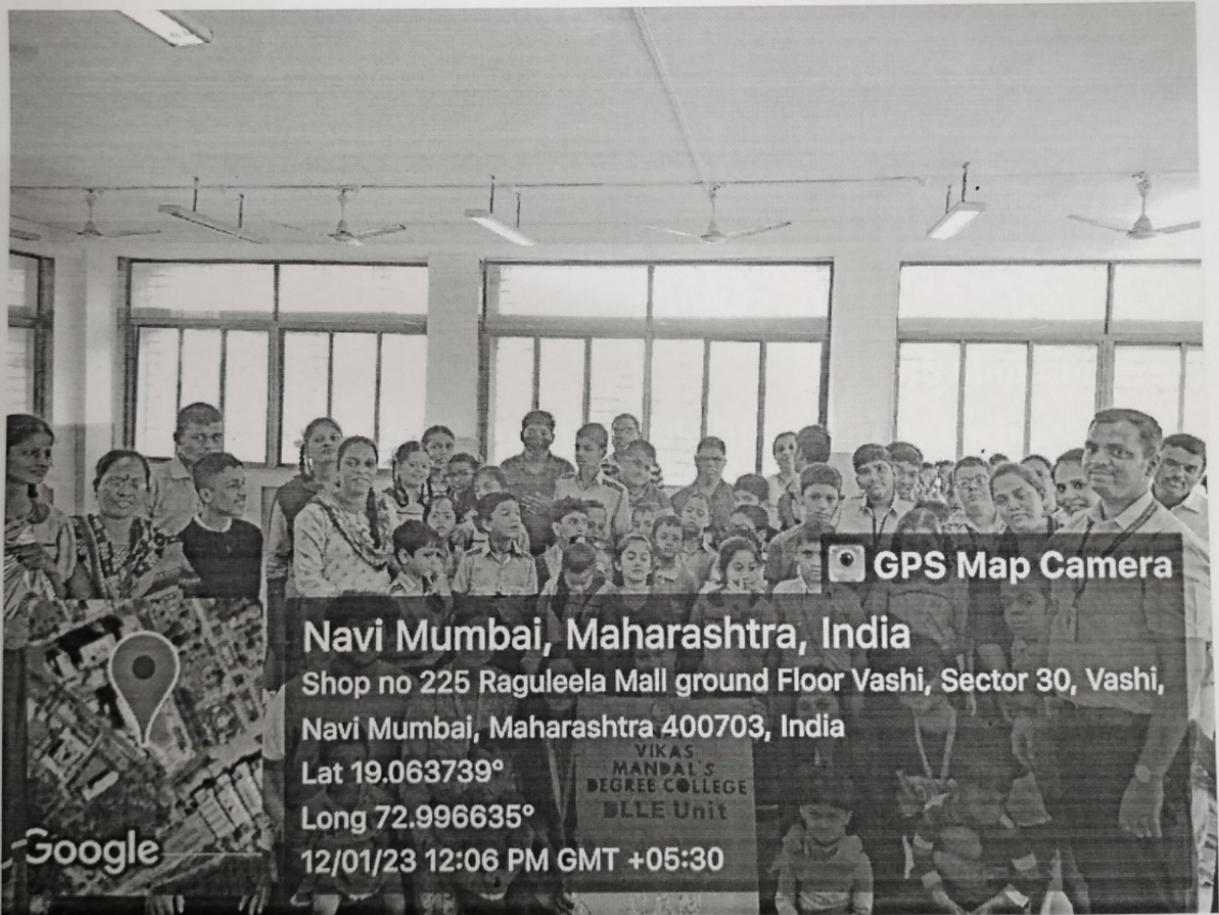 GPS Map Camera
Navi Mumbai, Maharashtra, India
Shop no 225 Raguleela Mall ground Floor Vashi, Sector 30, Vashi,
Navi Mumbai, Maharashtra 400703, India
Lat 19.063739°
Long 72.996635°
12/01/23 12:06 PM GMT +05:30
Google
VIKAS
MANDAL'S
DEGREE COLLEGE
DLLE Unit